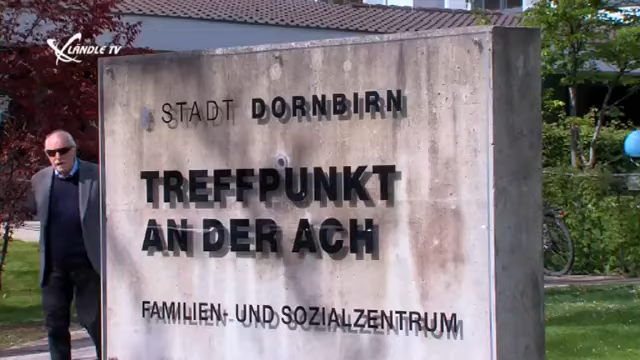 LÄNDLE TV
STADT DORNBIRN
TREFFPUNKT
AN DER ACH
FAMILIEN- UND SOZIALZENTRUM